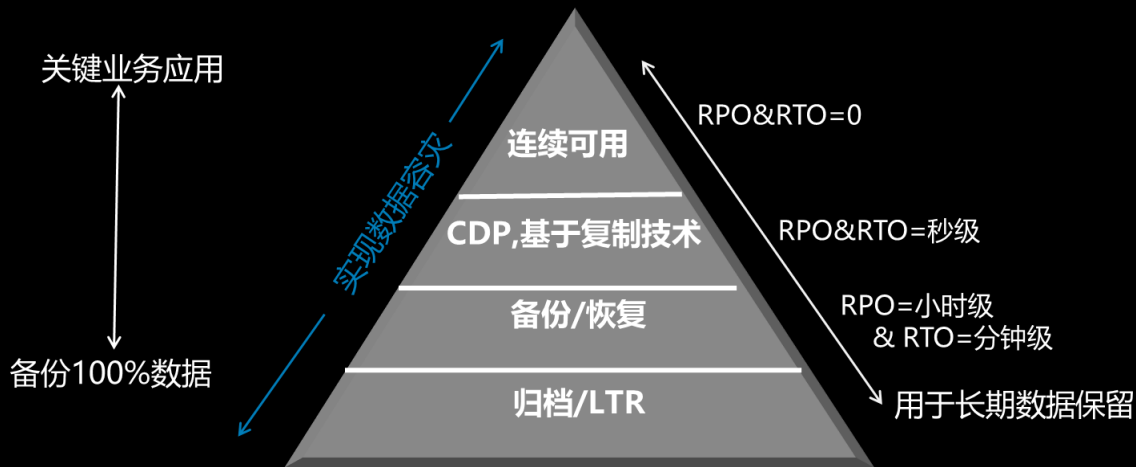 关键业务应用
备份100%数据
实现数据容灾
连续可用
CDP,基于复制技术
备份/恢复
归档/LTR
RPO&RTO=0
RPO&RTO=秒级
RPO=小时级
& RTO=分钟级
用于长期数据保留